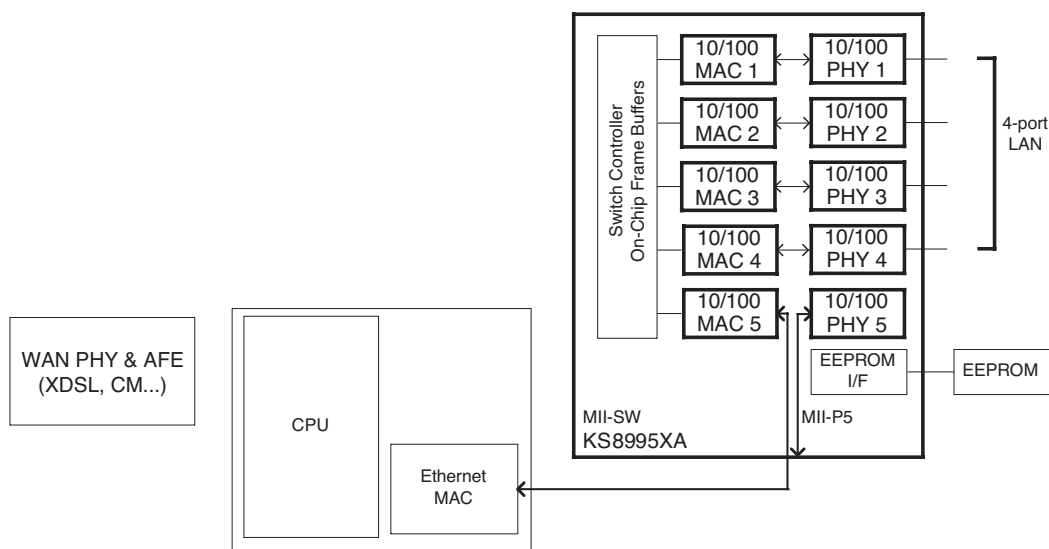 Switch Controller
On-Chip Frame Buffers
10/100
MAC 1
10/100
PHY 1
10/100
MAC 2
10/100
PHY 2
10/100
MAC 3
10/100
PHY 3
10/100
MAC 4
10/100
PHY 4
10/100
MAC 5
10/100
PHY 5
4-port
LAN
EEPROM
I/F
EEPROM
MII-SW
MII-P5
KS8995XA
WAN PHY & AFE
(XDSL, CM...)
CPU
Ethernet
MAC